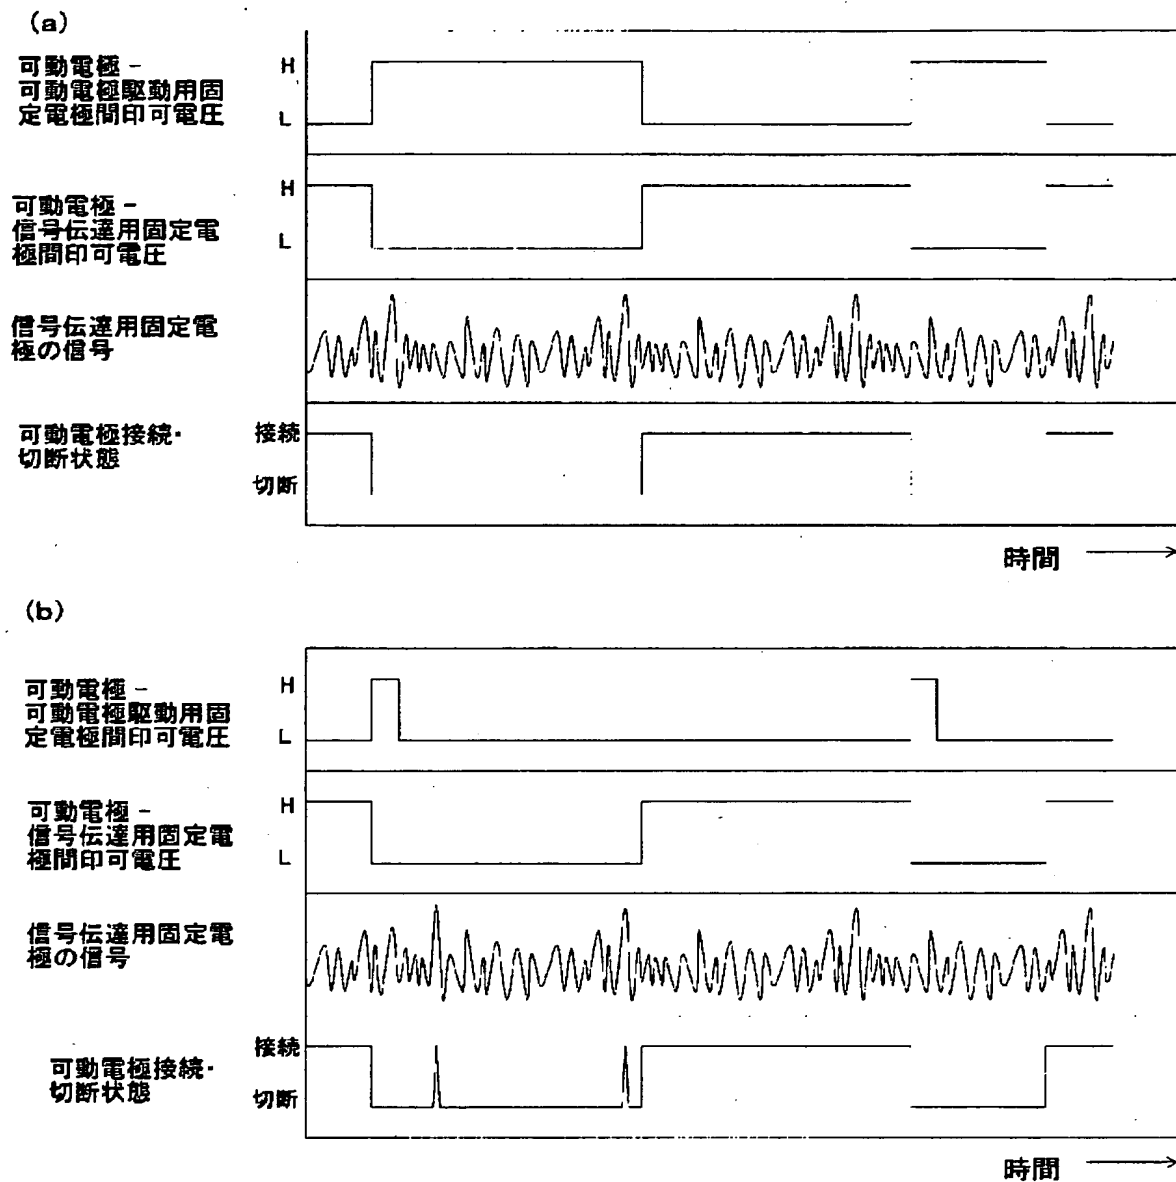 (a)
可動電極 -
可動電極駆動用固
定電極間印可電圧
H
L
可動電極 -
信号伝達用固定電
極間印可電圧
H
L
信号伝達用固定電
極の信号
可動電極接続・
切断状態
接続
切断
時間
(b)
可動電極 -
可動電極駆動用固
定電極間印可電圧
H
L
可動電極 -
信号伝達用固定電
極間印可電圧
H
L
信号伝達用固定電
極の信号
可動電極接続・
切断状態
接続
切断
時間